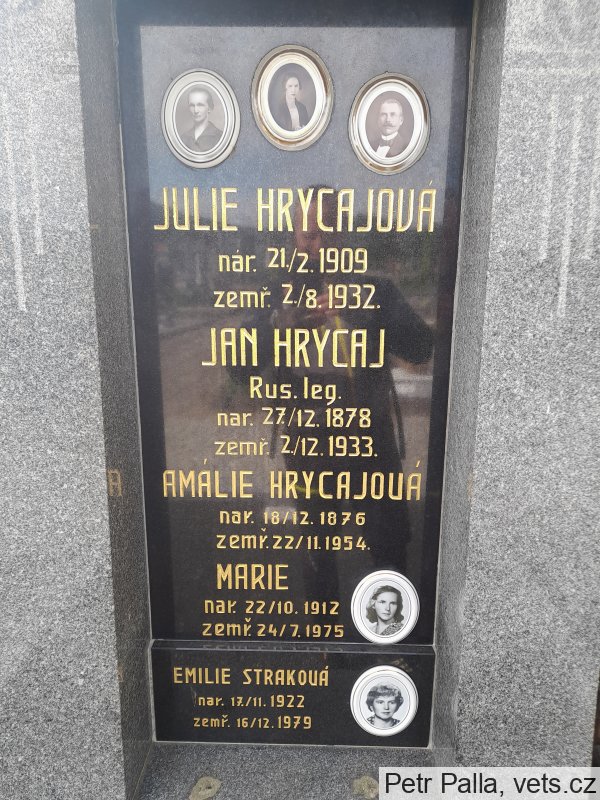 JULIE HRYCAJOVÁ
nár. 21./2. 1909
zemř. 2./8. 1932.
JAN HRYCAJ
Rus. leg.
nar. 27./12. 1878
zemř. 2./12. 1933.
AMÁLIE HRYCAJOVÁ
nar. 18/12. 1876
zemř. 22/11. 1954.
MARIE
nar. 22/10. 1912
zemř. 24/7. 1975
EMILIE STRAKOVÁ
nar. 17./11. 1922
zemř. 16/12. 1979
Petr Palla, vets.cz